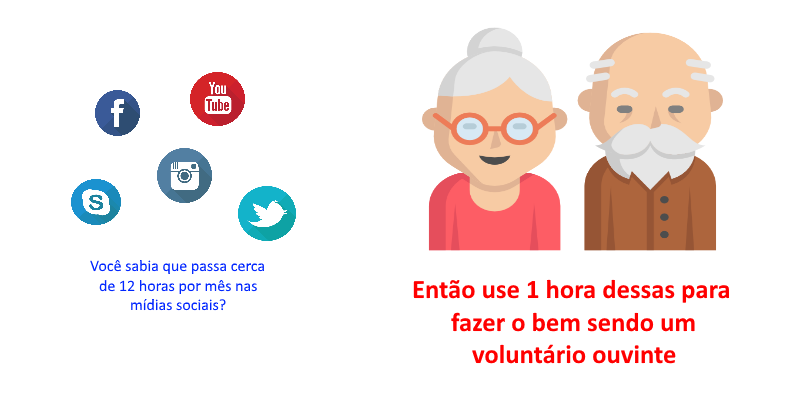 f
You
Tube
S
Você sabia que passa cerca
de 12 horas por mês nas
mídias sociais?
Então use 1 hora dessas para
fazer o bem sendo um
voluntário ouvinte